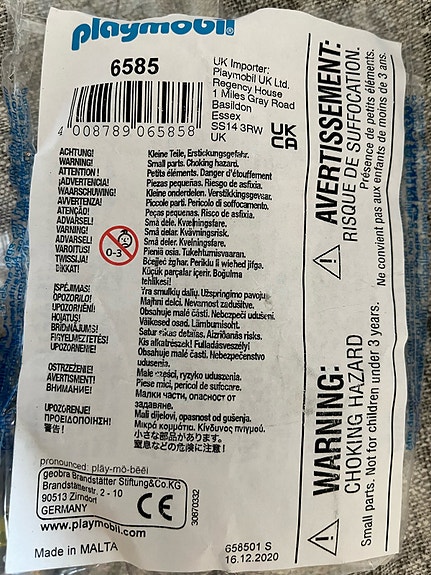 playmobil®
6585
4 008789 065858
UK Importer:
Playmobil UK Ltd.
Regency House
1 Miles Gray Road
Basildon
Essex
SS14 3RW
UK
UK
CA
ACHTUNG! Kleine Teile, Erstickungsgefahr.
WARNING! Small parts. Choking hazard.
ATTENTION ! Petits éléments. Danger d'étouffement
¡ADVERTENCIA! Piezas pequeñas. Riesgo de asfixia.
WAARSCHUWING! Kleine onderdelen. Verstikkingsgevaar.
AVVERTENZA! Piccole parti. Pericolo di soffocamento.
ATENÇÃO! Peças pequenas. Risco de asfixia.
ADVARSEL! Små dele. Kvælningsfare.
VARNING! Små delar. Kvävningsrisk.
ADVARSEL! Små deler. Kvelningsfare.
VAROITUS! Pieniä osia. Tukehtumisvaaran.
TWISSIJA! Bċejjeċ żgħar. Periklu li wieħed jifga.
DIKKAT! Küçük parçalar içerir. Boğulma
tehlikesi!
0-3
ĮSPĖJIMAS! Yra smulkių dalių. Užspringimo pavojus
OPOZORILO! Majhni delci. Nevarnost zadušitve.
UPOZORNĚNÍ! Obsahuje malé části. Nebezpečí udušení.
HOIATUS! Väikesed osad. Lämbumisoht.
BRĪDINĀJUMS! Satur sīkas detaļas. Aizrīšanās risks.
FIGYELMEZTETÉS! Kis alkatrészek! Fulladásveszély!
UPOZORNENIE! Obsahuje malé části. Nebezpečenstvo
udusenia.
OSTRZEŻENIE! Małe części, ryzyko uduszenia.
AVERTISMENT! Piese mici, pericol de sufocare.
ВНИМАНИЕ! Малки части, опасност от
задавяне.
UPOZORENJE! Mali dijelovi, opasnost od gušenja.
ΠΡΟΕΙΔΟΠΟΙΗΣΗ! Μικρά κομμάτια. Κίνδυνος πνιγμού.
警告! 小さな部品があります。
窒息などの危険に注意!
pronounced: plāy-mō-bēēl
geobra Brandstätter Stiftung&Co.KG
Brandstätterstr. 2 - 10
90513 Zirndorf
GERMANY
CE
www.playmobil.com
30870332
Made in MALTA
658501 S
16.12.2020
AVERTISSEMENT:
RISQUE DE SUFFOCATION.
Présence de petits éléments.
Ne convient pas aux enfants de moins de 3 ans.
WARNING:
CHOKING HAZARD
Small parts. Not for children under 3 years.